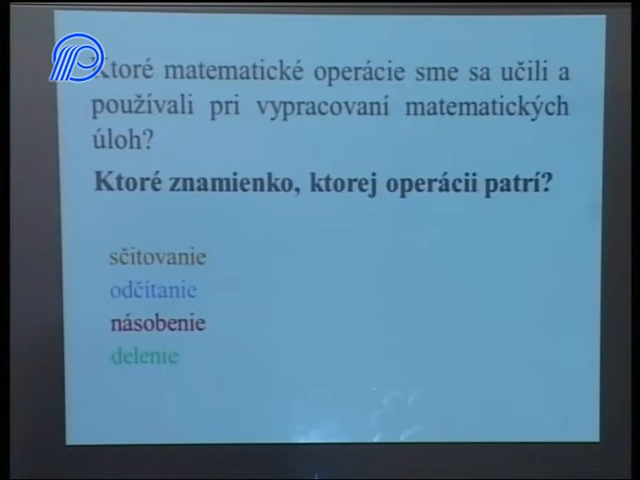 Ktoré matematické operácie sme sa učili a
používali pri vypracovaní matematických
úloh?
Ktoré znamienko, ktorej operácii patrí?
sčitovanie
odčítanie
násobenie
delenie